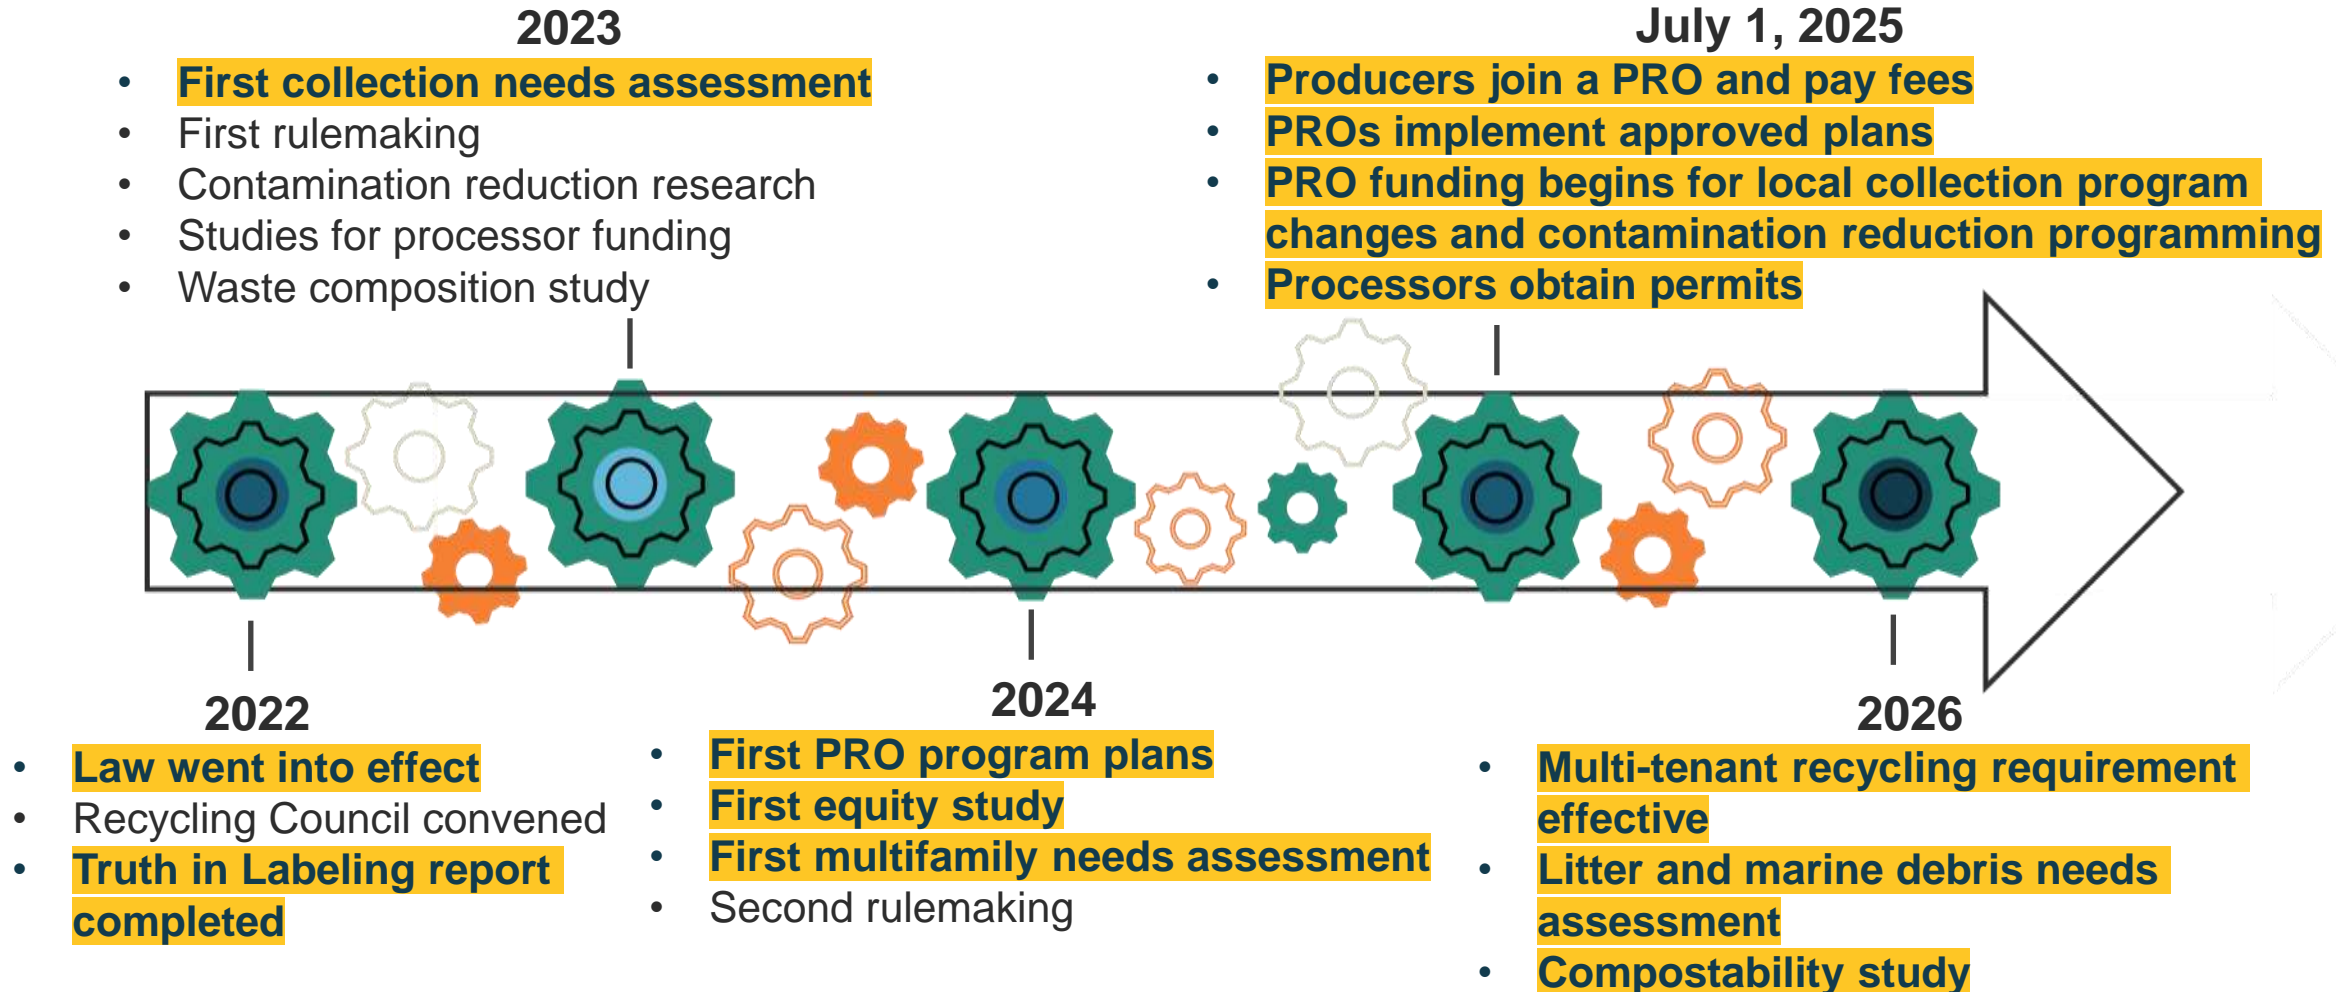 2023
• First collection needs assessment
• First rulemaking
• Contamination reduction research
• Studies for processor funding
• Waste composition study
July 1, 2025
• Producers join a PRO and pay fees
• PROs implement approved plans
• PRO funding begins for local collection program
changes and contamination reduction programming
• Processors obtain permits
2022
• Law went into effect
• Recycling Council convened
• Truth in Labeling report
completed
2024
• First PRO program plans
• First equity study
• First multifamily needs assessment
• Second rulemaking
2026
• Multi-tenant recycling requirement
effective
• Litter and marine debris needs
assessment
• Compostability study